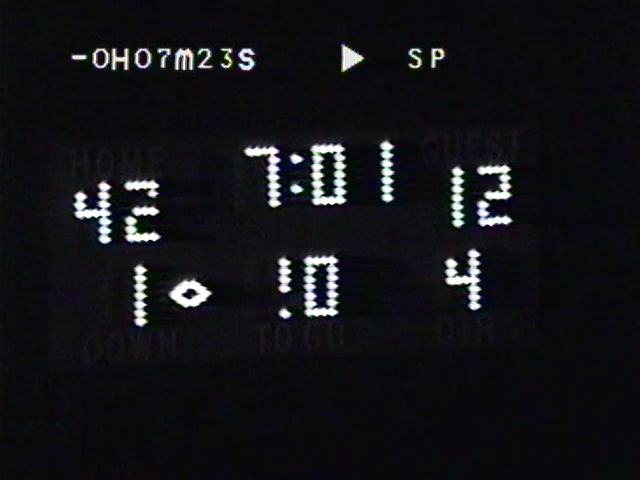 -0H07m23s ▶ SP
HOME 7:01 GUEST
42 12
1 10 4
DOWN TO GO QTR